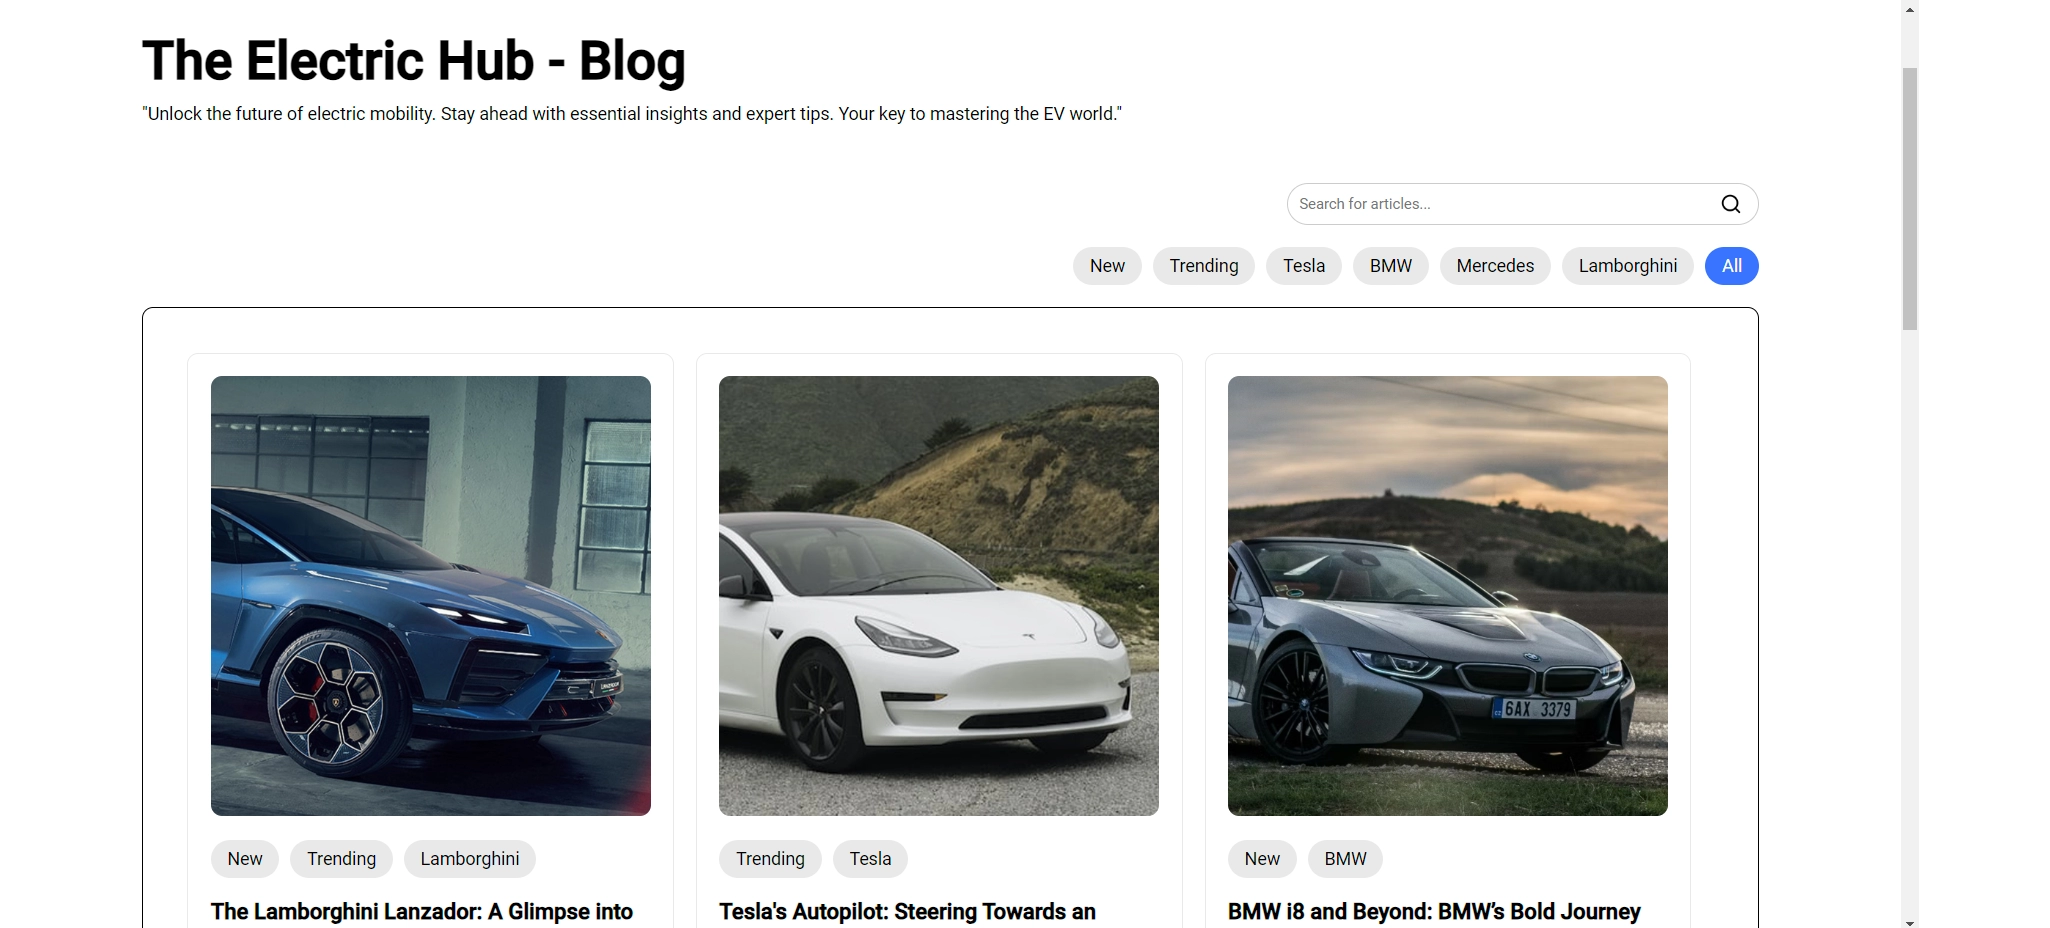 The Electric Hub - Blog
"Unlock the future of electric mobility. Stay ahead with essential insights and expert tips. Your key to mastering the EV world."
Search for articles...
New Trending Tesla BMW Mercedes Lamborghini All
6AX 3379
New Trending Lamborghini
The Lamborghini Lanzador: A Glimpse into
Trending Tesla
Tesla's Autopilot: Steering Towards an
New BMW
BMW i8 and Beyond: BMW’s Bold Journey